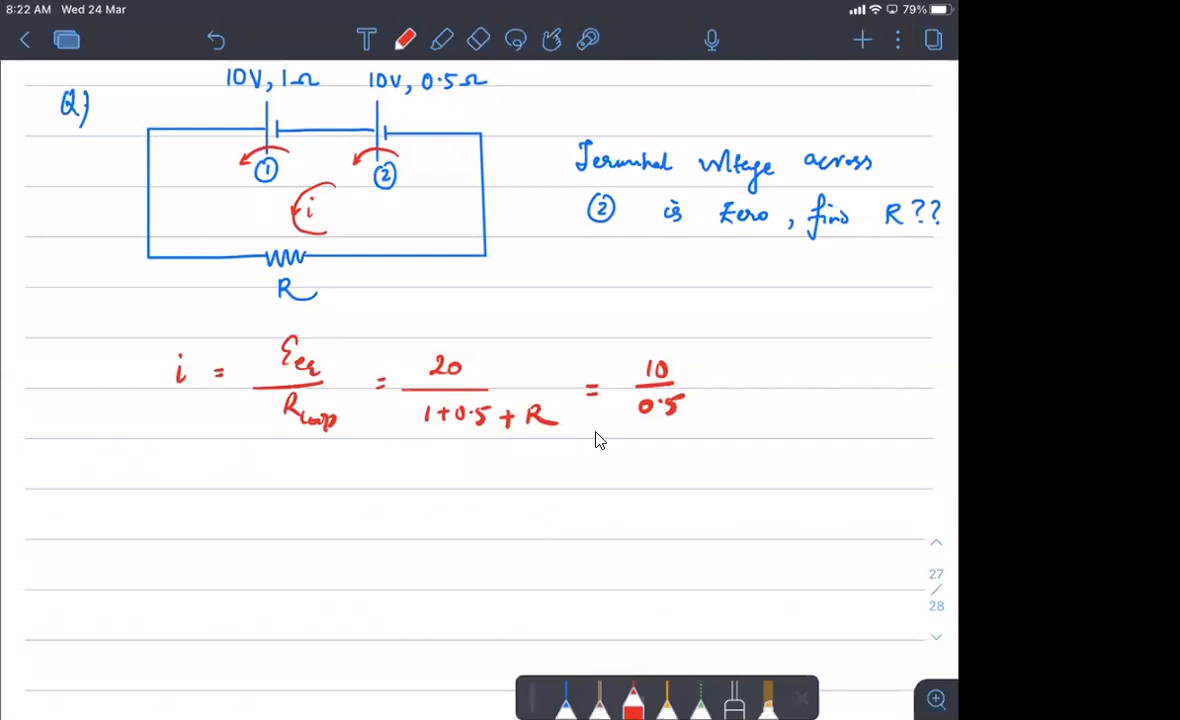 8:22 AM Wed 24 Mar
79%
T
10V, 1Ω 10V, 0.5Ω
Q)
① ②
i
R
Terminal voltage across
② is zero, find R??
i = Eeq / Rloop = 20 / 1+0.5+R = 10 / 0.5
27
/
28